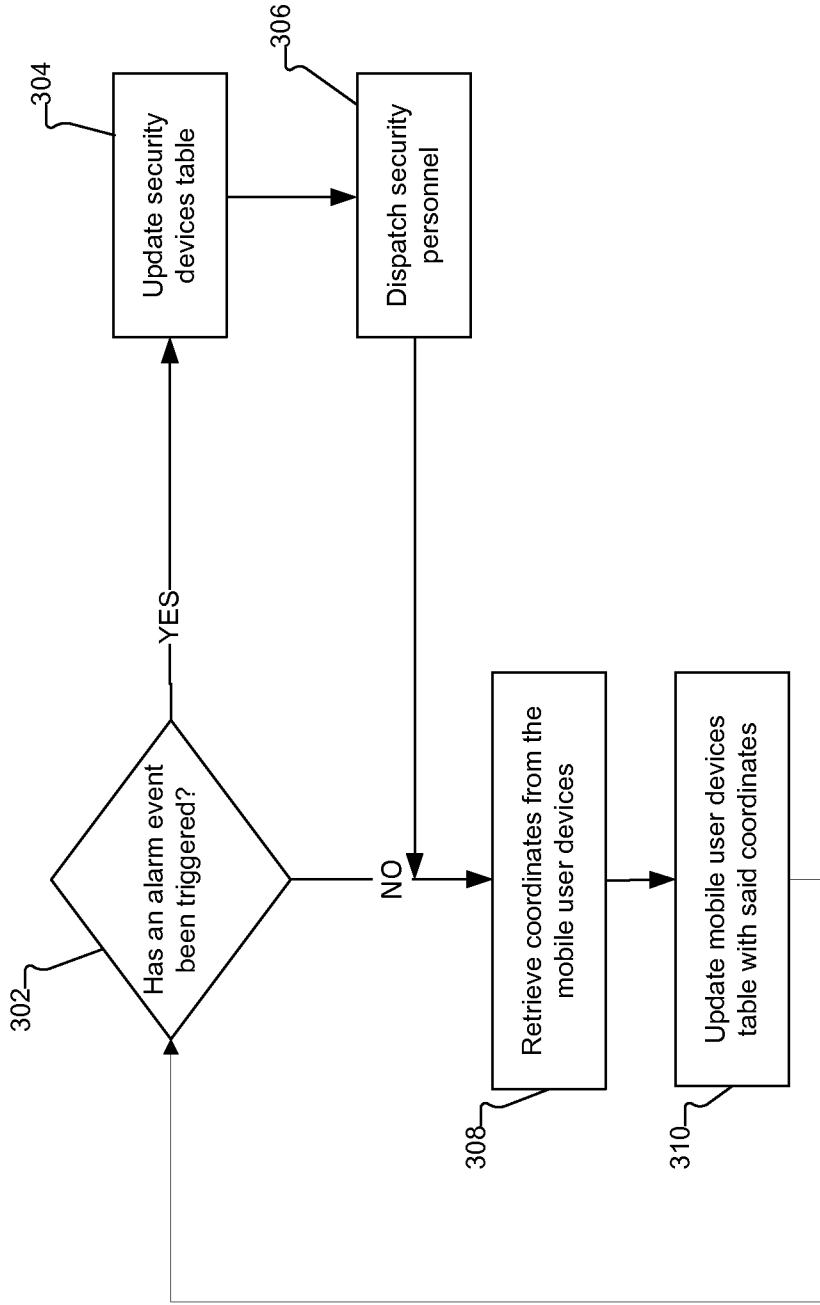 302
Has an alarm event
been triggered?
YES
304
Update security
devices table
306
Dispatch security
personnel
NO
308
Retrieve coordinates from the
mobile user devices
310
Update mobile user devices
table with said coordinates